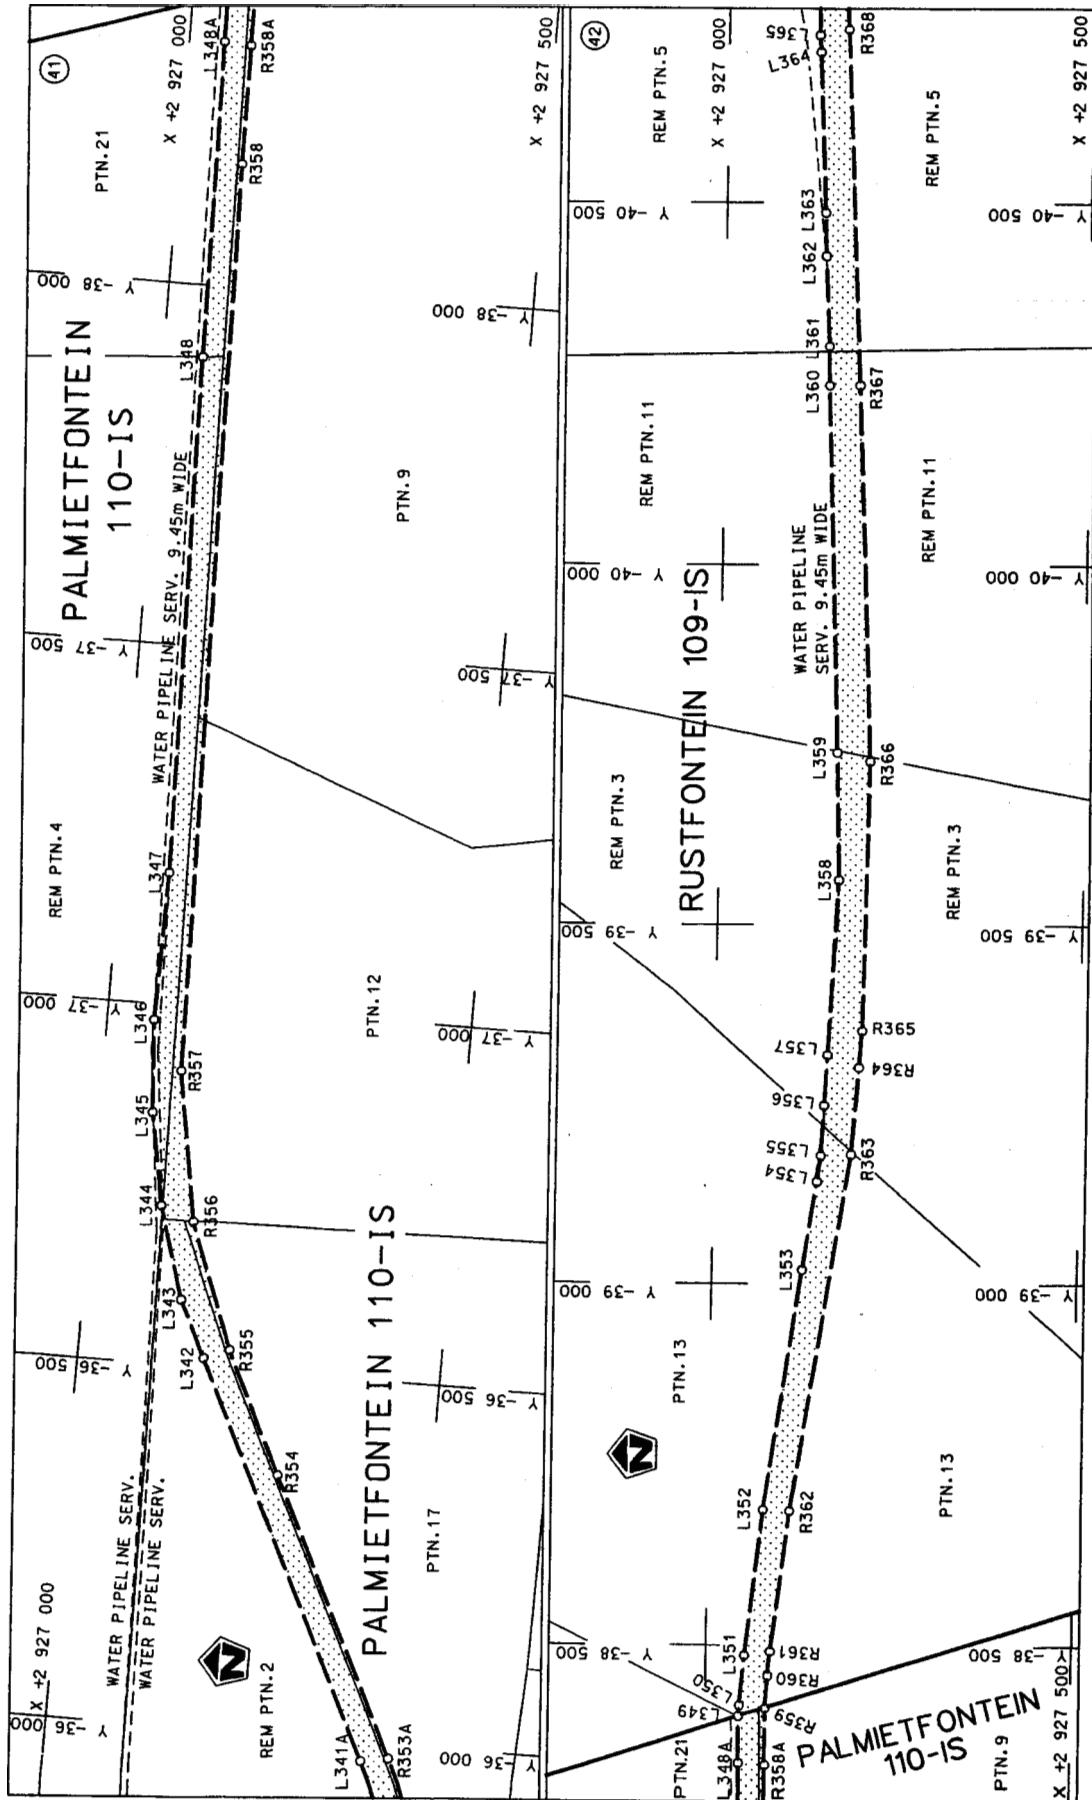 41
PTN.21
L348A
000
X +2 927
R358A
X +2 927 500
R358
Y -38 000
Y -38 000
PALMIETFONTEIN
110-IS
L348
WATER PIPELINE SERV. 9.45m WIDE
PTN.9
Y -37 500
Y -37 500
REM PTN.4
L347
Y -37 000
L346
PTN.12
Y -37 000
R357
L345
L344
R356
L343
R355
L342
Y -36 500
Y -36 500
R354
PALMIETFONTEIN 110-IS
PTN.17
WATER PIPELINE SERV.
WATER PIPELINE SERV.
X +2 927 000
N
REM PTN.2
Y -36 000
L341A
R353A
Y -36 000
42
REM PTN.5
X +2 927 000
L365
L364
R368
X +2 927 500
REM PTN.5
Y -40 500
L363
Y -40 500
L362
L361
L360
R367
REM PTN.11
REM PTN.11
WATER PIPELINE
SERV. 9.45m WIDE
Y -40 000
Y -40 000
RUSTFONTEIN 109-IS
L359
R366
REM PTN.3
L358
REM PTN.3
Y -39 500
Y -39 500
L357
R365
R364
L356
L355
L354
R363
L353
Y -39 000
Y -39 000
PTN.13
N
L352
R362
PTN.13
Y -38 500
L351
R361
R360
L350
L349
R359
Y -38 500
PALMIETFONTEIN
110-IS
PTN.21
L348A
R358A
PTN.9
X +2 927 500